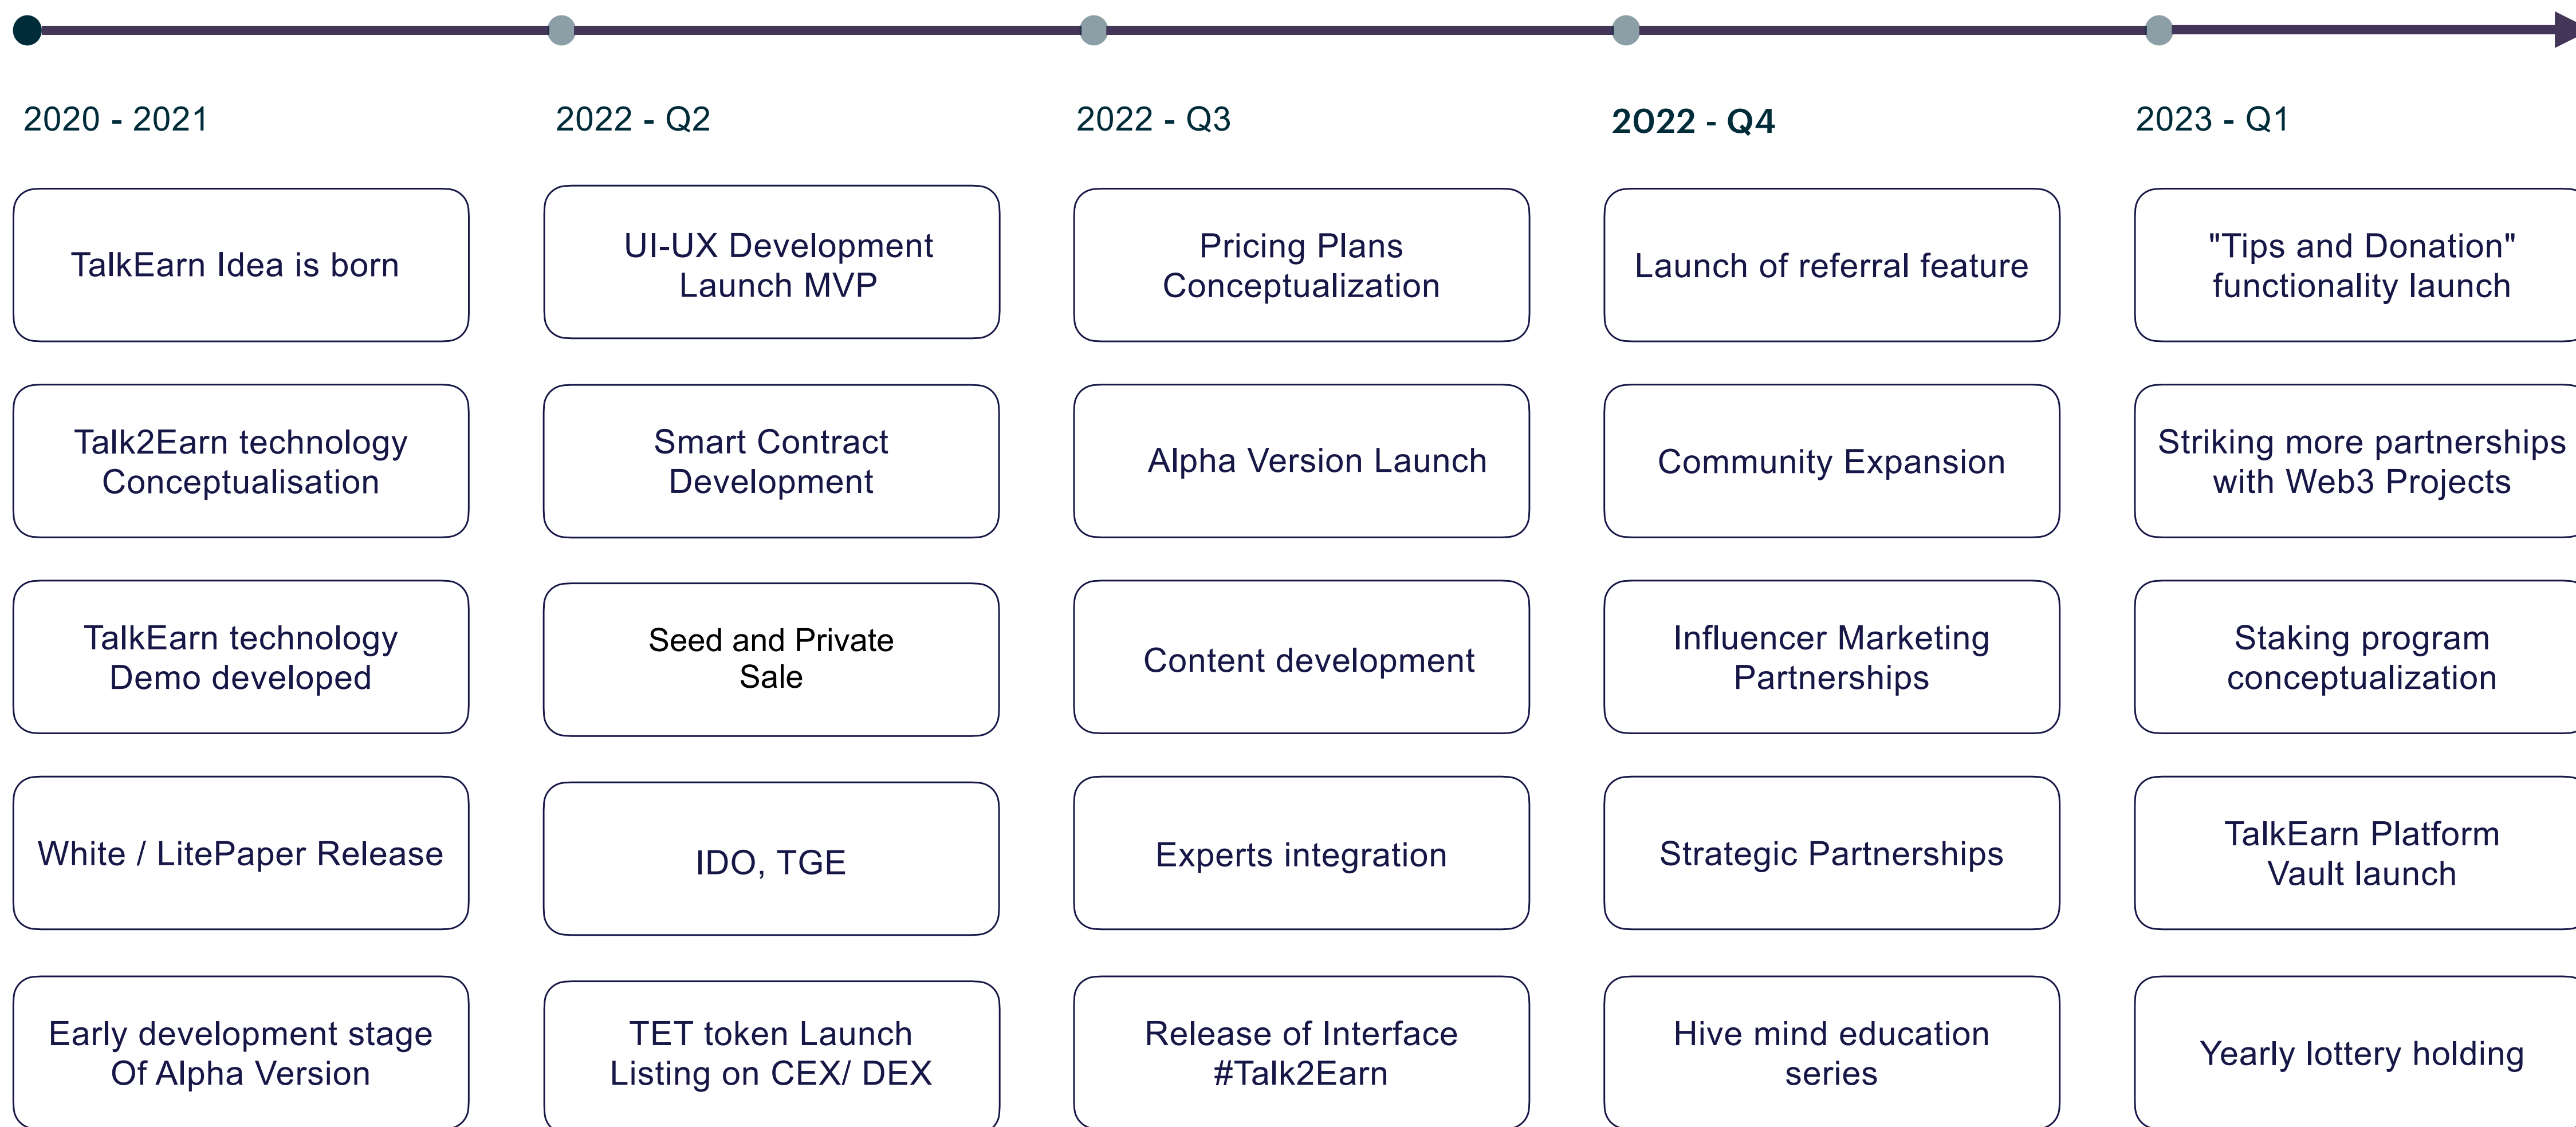 2020 - 2021
2022 - Q2
2022 - Q3
2022 - Q4
2023 - Q1
TalkEarn Idea is born
UI-UX Development
Launch MVP
Pricing Plans
Conceptualization
Launch of referral feature
"Tips and Donation"
functionality launch
Talk2Earn technology
Conceptualisation
Smart Contract
Development
Alpha Version Launch
Community Expansion
Striking more partnerships
with Web3 Projects
TalkEarn technology
Demo developed
Seed and Private
Sale
Content development
Influencer Marketing
Partnerships
Staking program
conceptualization
White / LitePaper Release
IDO, TGE
Experts integration
Strategic Partnerships
TalkEarn Platform
Vault launch
Early development stage
Of Alpha Version
TET token Launch
Listing on CEX/ DEX
Release of Interface
#Talk2Earn
Hive mind education
series
Yearly lottery holding